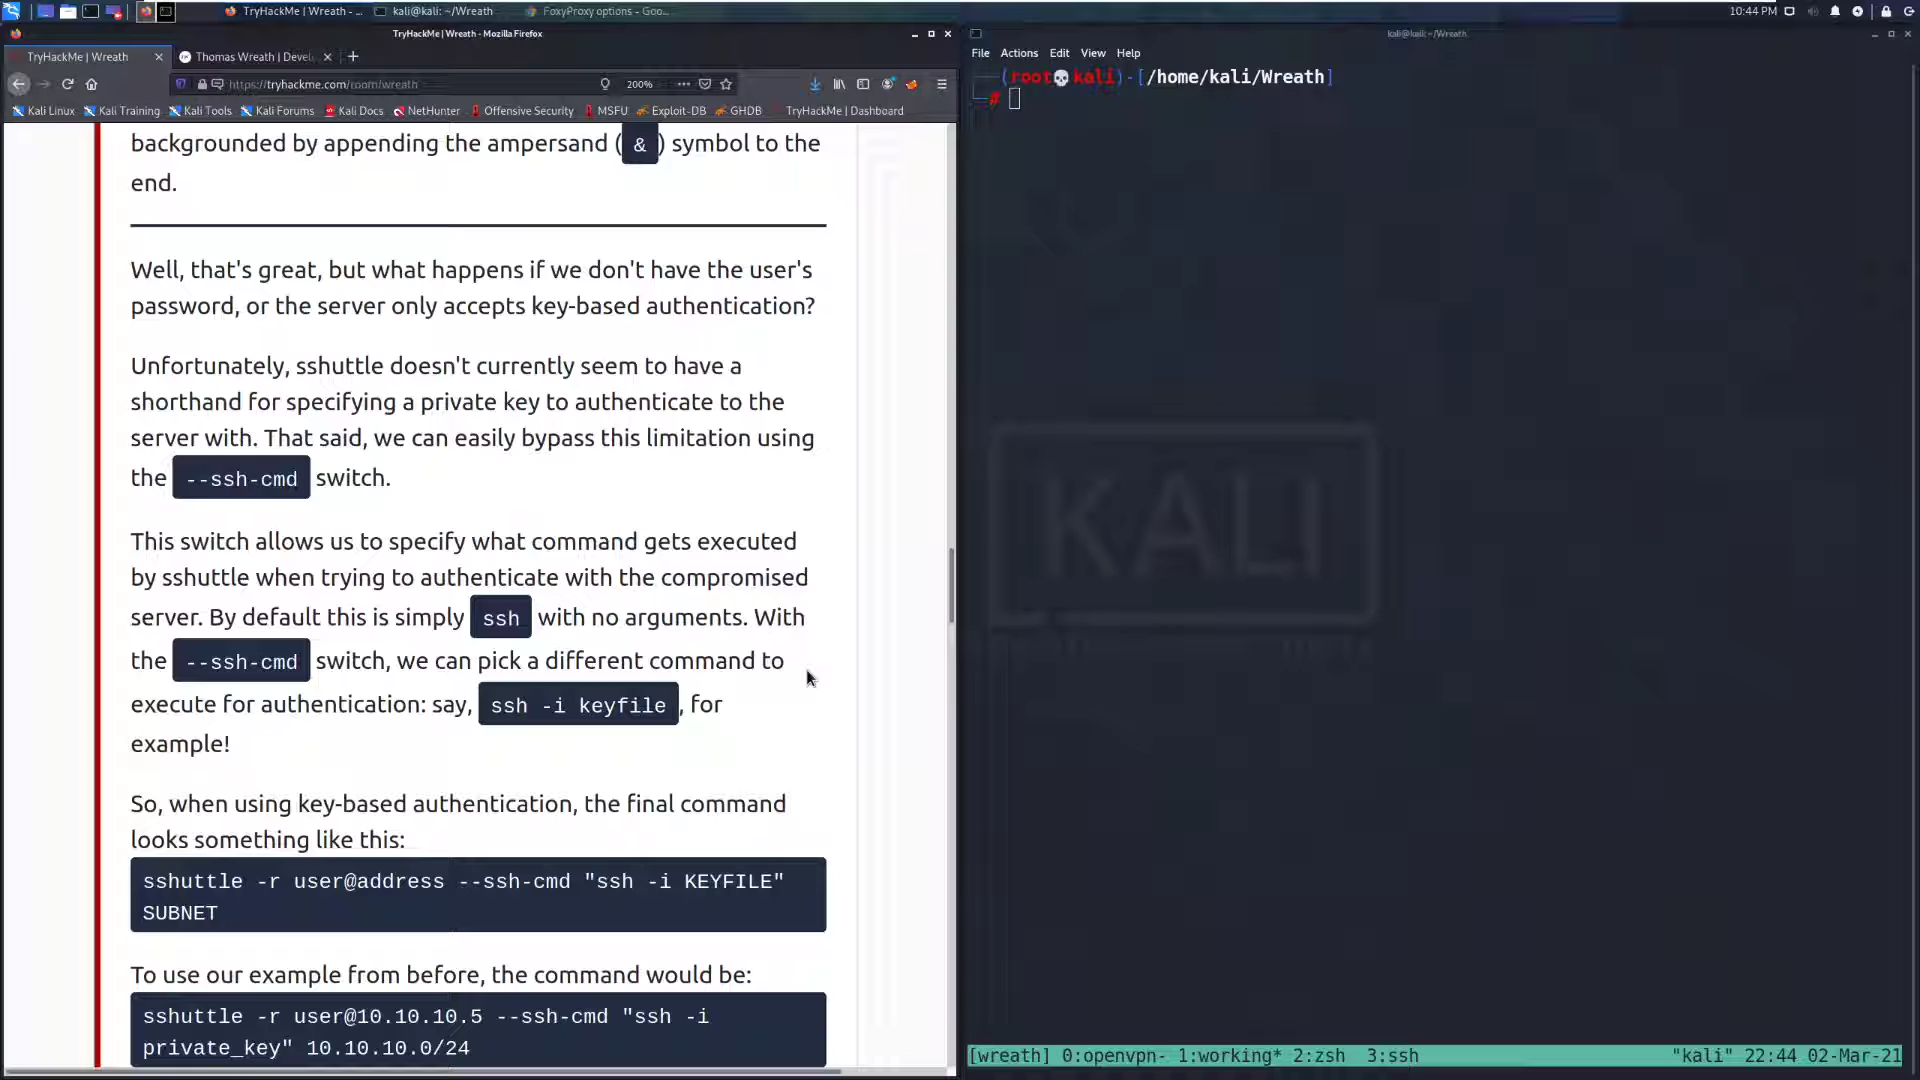 TryHackMe | Wreath - ...
kali@kali: ~/Wreath
FoxyProxy options - Goo...
10:44 PM
TryHackMe | Wreath - Mozilla Firefox
kali@kali: ~/Wreath
TryHackMe | Wreath
Thomas Wreath | Devel
File Actions Edit View Help
https://tryhackme.com/room/wreath
200%
Kali Linux Kali Training Kali Tools Kali Forums Kali Docs NetHunter Offensive Security MSFU Exploit-DB GHDB TryHackMe | Dashboard
backgrounded by appending the ampersand ( & ) symbol to the
end.
Well, that's great, but what happens if we don't have the user's
password, or the server only accepts key-based authentication?
Unfortunately, sshuttle doesn't currently seem to have a
shorthand for specifying a private key to authenticate to the
server with. That said, we can easily bypass this limitation using
the --ssh-cmd switch.
This switch allows us to specify what command gets executed
by sshuttle when trying to authenticate with the compromised
server. By default this is simply ssh with no arguments. With
the --ssh-cmd switch, we can pick a different command to
execute for authentication: say, ssh -i keyfile , for
example!
So, when using key-based authentication, the final command
looks something like this:
sshuttle -r user@address --ssh-cmd "ssh -i KEYFILE"
SUBNET
To use our example from before, the command would be:
sshuttle -r user@10.10.10.5 --ssh-cmd "ssh -i
private_key" 10.10.10.0/24
(root💀kali)-[/home/kali/Wreath]
#
KALI
[wreath] 0:openvpn- 1:working* 2:zsh 3:ssh
"kali" 22:44 02-Mar-21